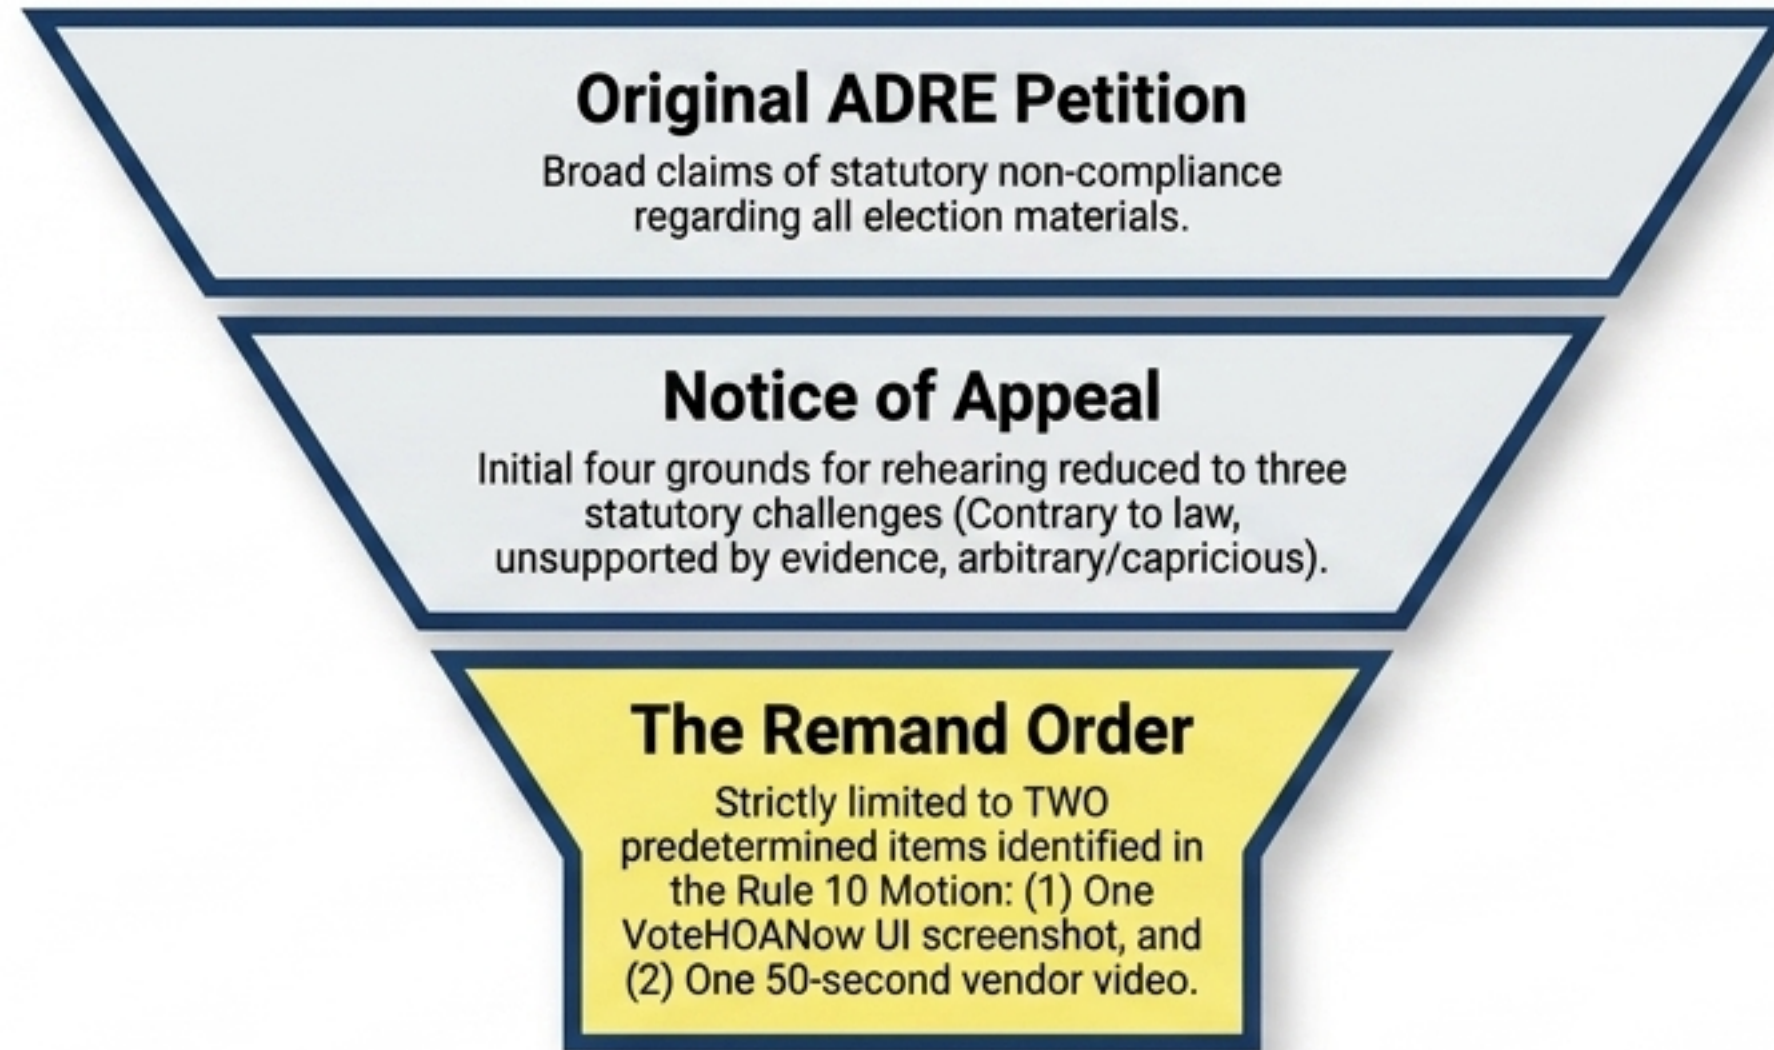 Original ADRE Petition
Broad claims of statutory non-compliance
regarding all election materials.
Notice of Appeal
Initial four grounds for rehearing reduced to three
statutory challenges (Contrary to law,
unsupported by evidence, arbitrary/capricious).
The Remand Order
Strictly limited to TWO
predetermined items identified in
the Rule 10 Motion: (1) One
VoteHOANow UI screenshot, and
(2) One 50-second vendor video.